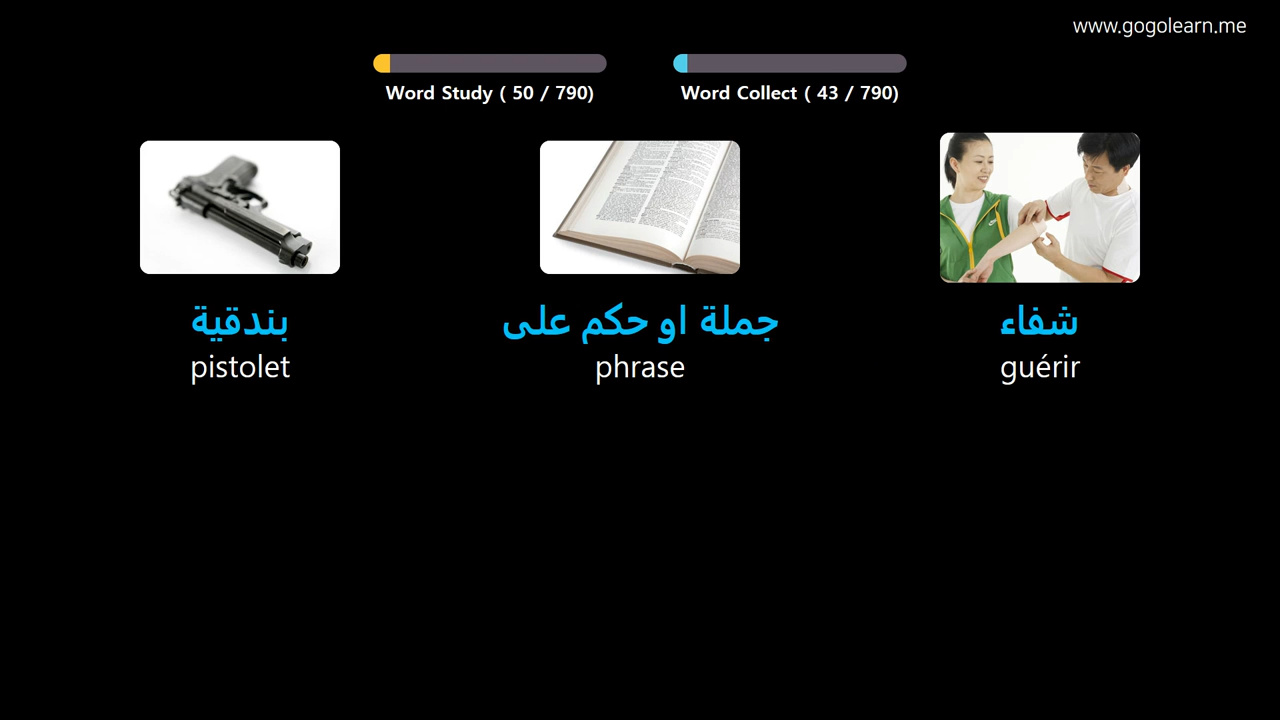 www.gogolearn.me
Word Study ( 50 / 790)
Word Collect ( 43 / 790)
بندقية
pistolet
جملة او حكم على
phrase
شفاء
guérir